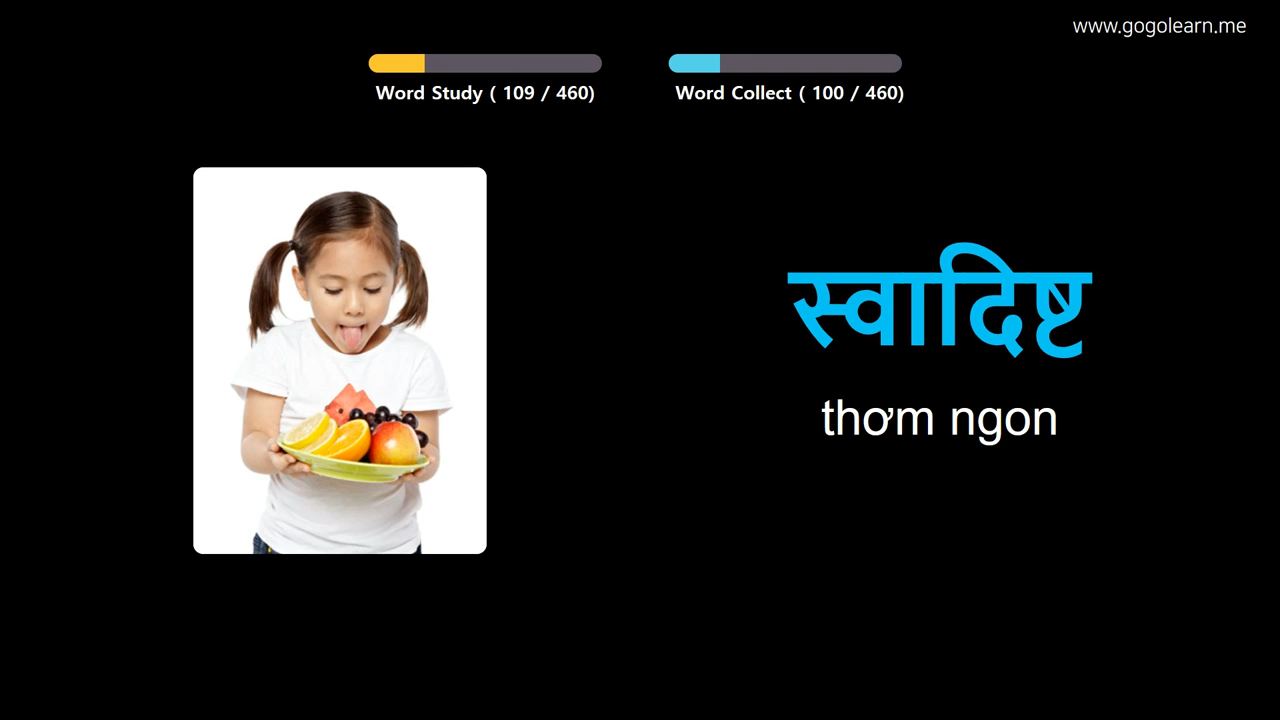 www.gogolearn.me
Word Study ( 109 / 460)
Word Collect ( 100 / 460)
स्वादिष्ट
thơm ngon